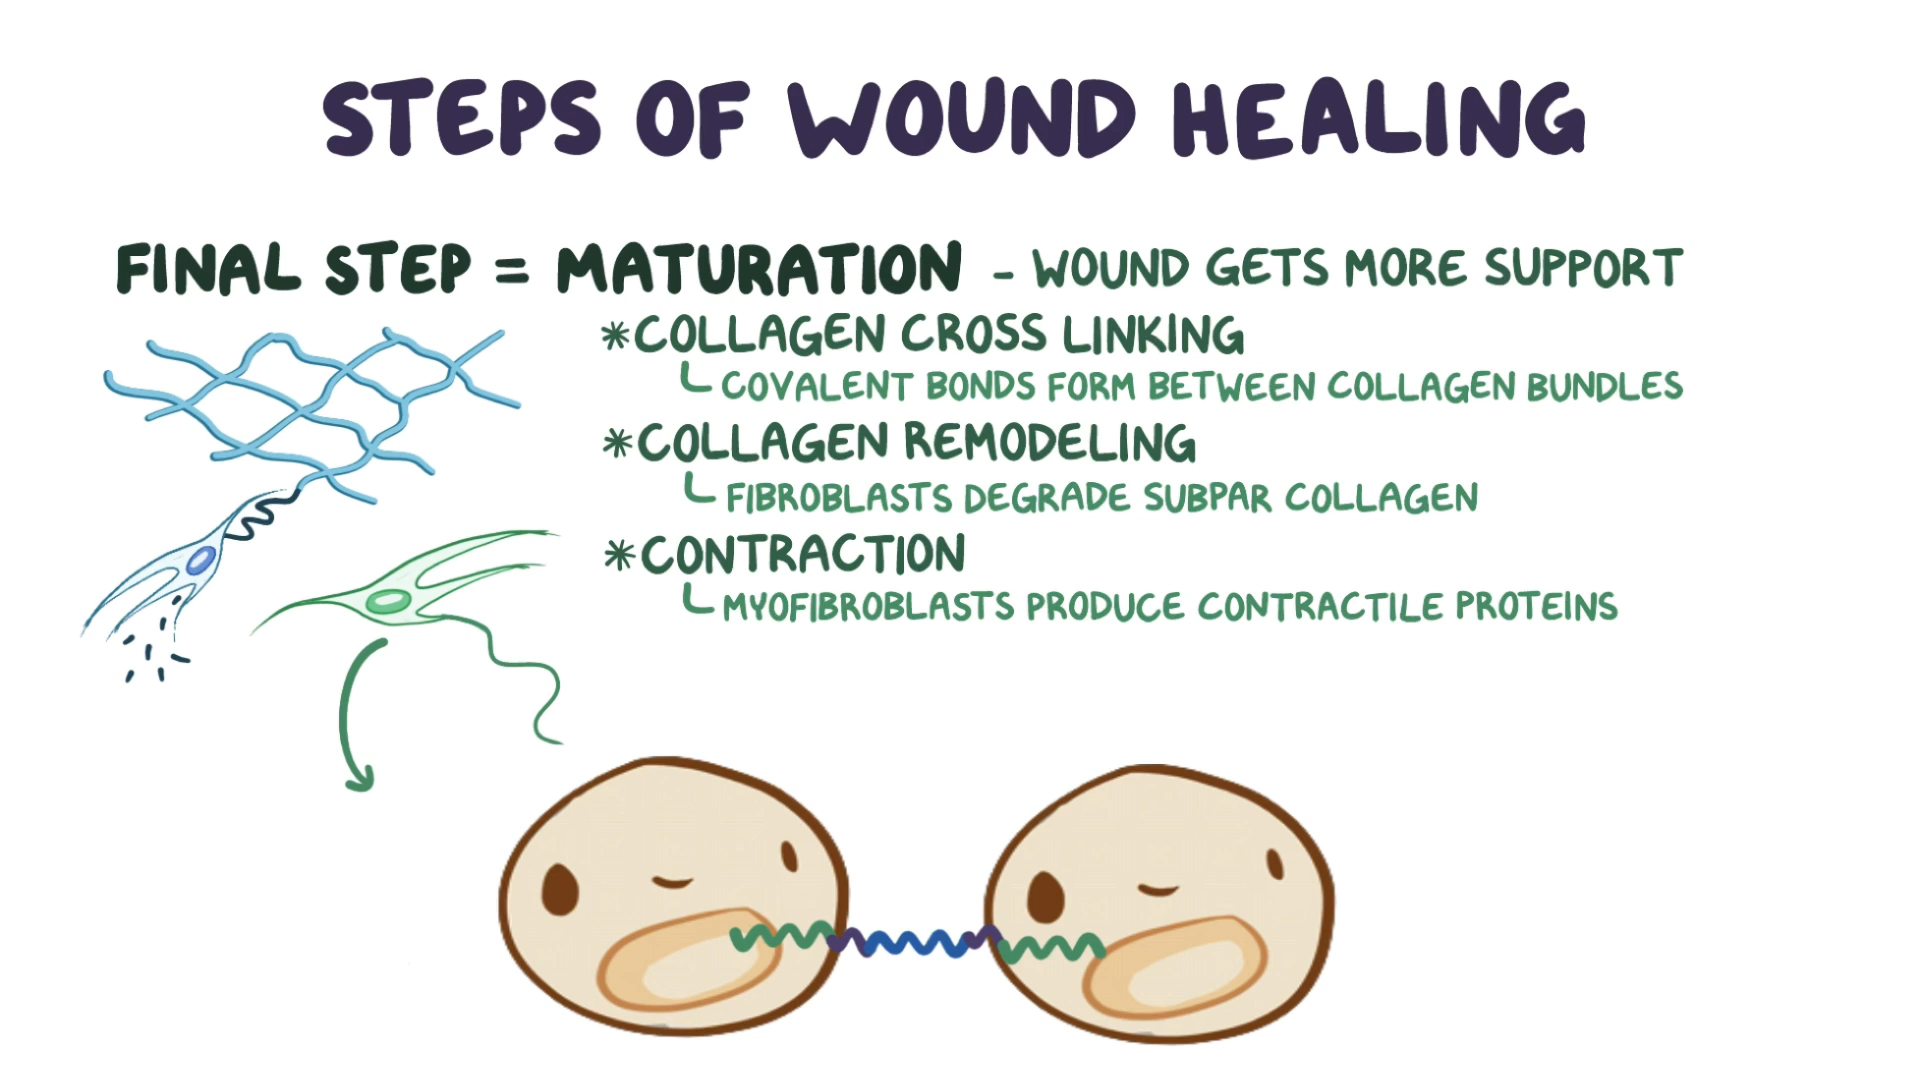 STEPS OF WOUND HEALING
FINAL STEP = MATURATION - WOUND GETS MORE SUPPORT
*COLLAGEN CROSS LINKING
COVALENT BONDS FORM BETWEEN COLLAGEN BUNDLES
*COLLAGEN REMODELING
FIBROBLASTS DEGRADE SUBPAR COLLAGEN
*CONTRACTION
MYOFIBROBLASTS PRODUCE CONTRACTILE PROTEINS